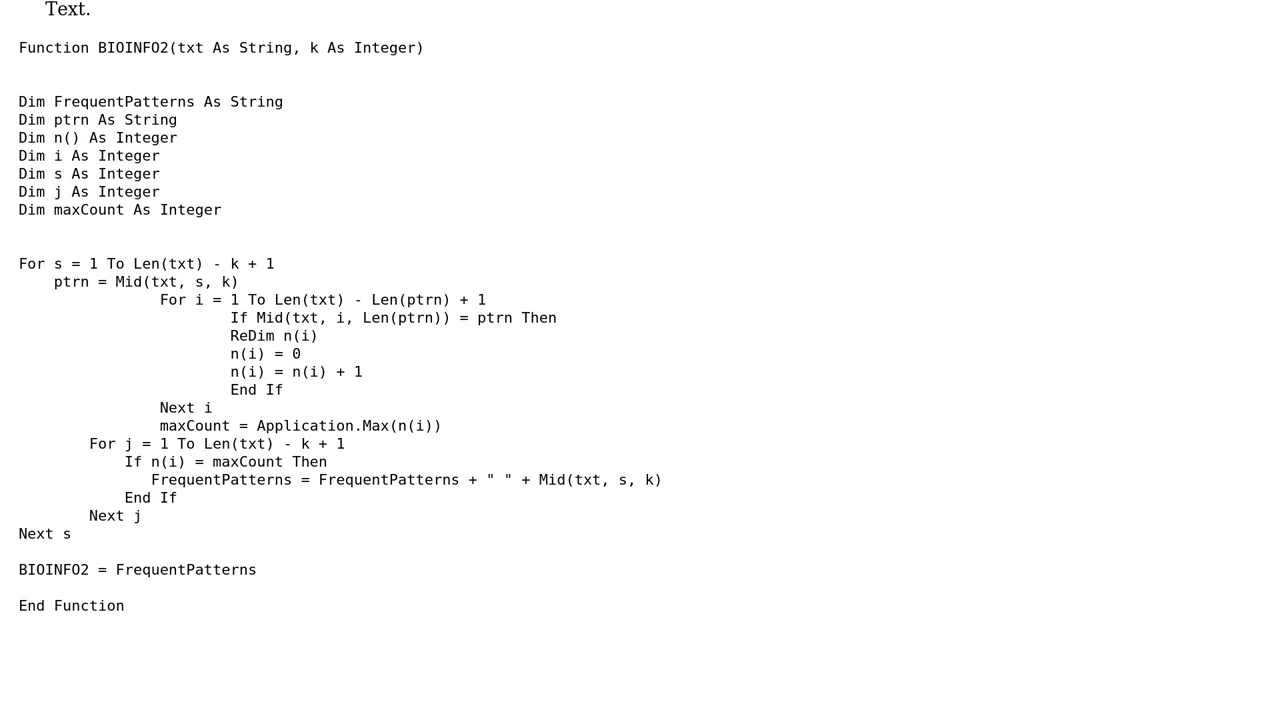 Text.
Function BIOINFO2(txt As String, k As Integer)
Dim FrequentPatterns As String
Dim ptrn As String
Dim n() As Integer
Dim i As Integer
Dim s As Integer
Dim j As Integer
Dim maxCount As Integer
For s = 1 To Len(txt) - k + 1
    ptrn = Mid(txt, s, k)
                For i = 1 To Len(txt) - Len(ptrn) + 1
                        If Mid(txt, i, Len(ptrn)) = ptrn Then
                        ReDim n(i)
                        n(i) = 0
                        n(i) = n(i) + 1
                        End If
                Next i
                maxCount = Application.Max(n(i))
        For j = 1 To Len(txt) - k + 1
            If n(i) = maxCount Then
               FrequentPatterns = FrequentPatterns + " " + Mid(txt, s, k)
            End If
        Next j
Next s
BIOINFO2 = FrequentPatterns
End Function